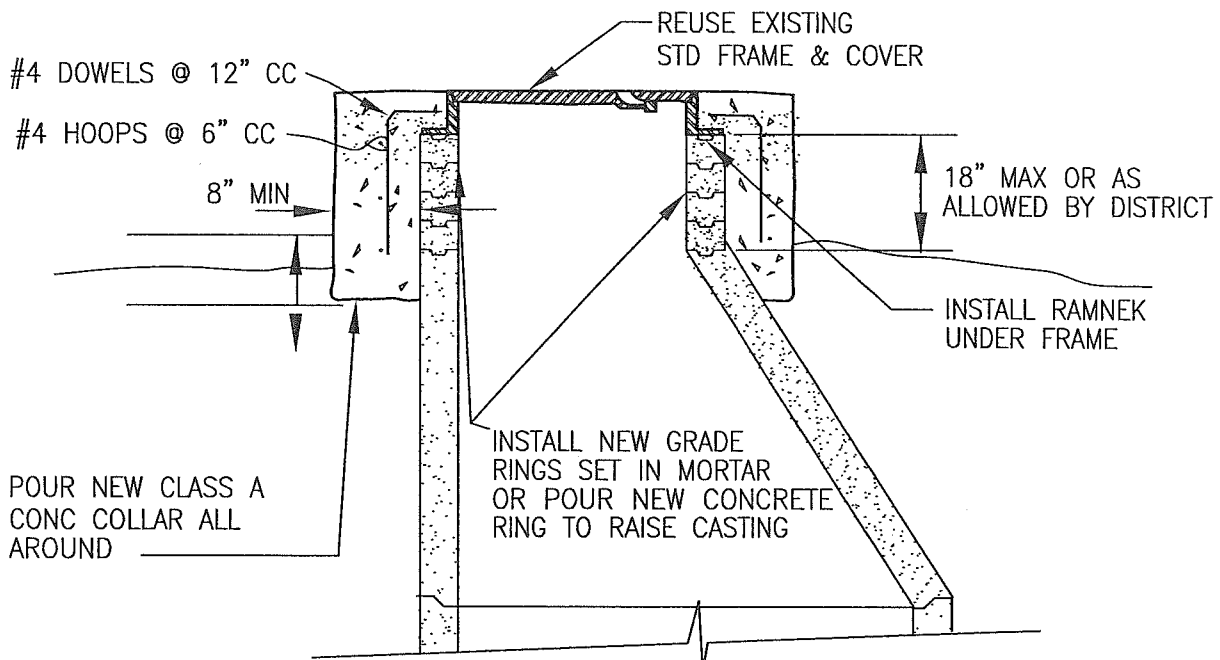 REUSE EXISTING
STD FRAME & COVER
#4 DOWELS @ 12" CC
#4 HOOPS @ 6" CC
8" MIN
18" MAX OR AS
ALLOWED BY DISTRICT
INSTALL RAMNEK
UNDER FRAME
INSTALL NEW GRADE
RINGS SET IN MORTAR
OR POUR NEW CONCRETE
RING TO RAISE CASTING
POUR NEW CLASS A
CONC COLLAR ALL
AROUND